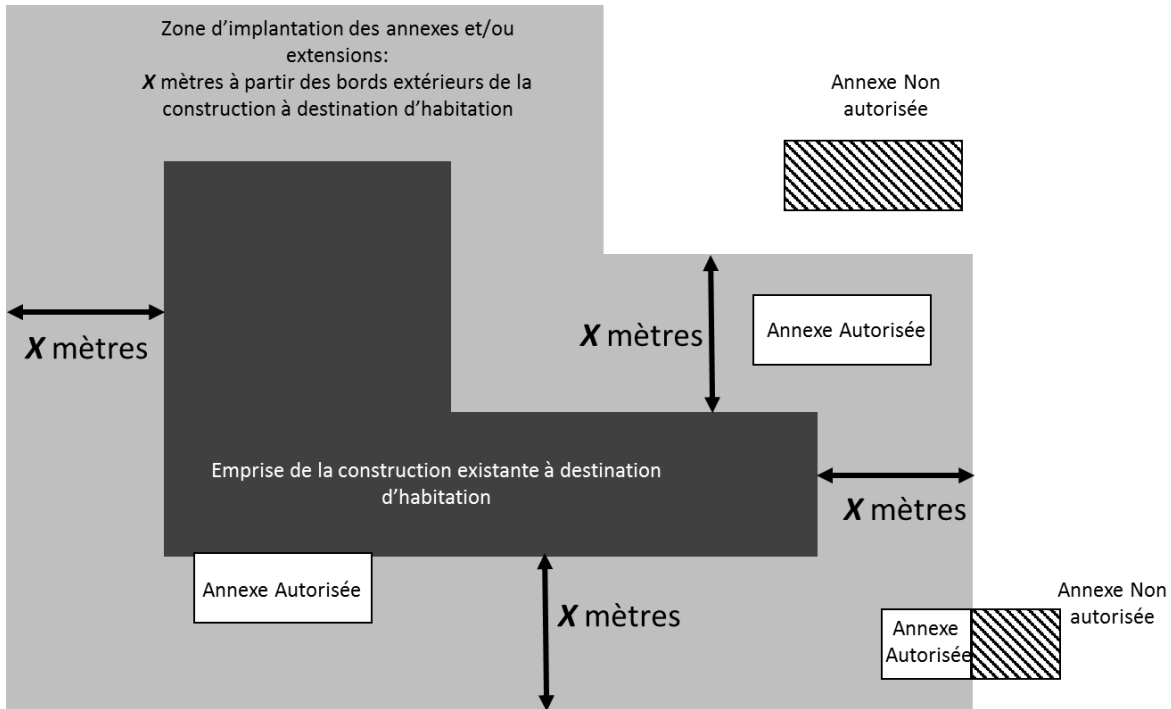 Zone d’implantation des annexes et/ou
extensions:
X mètres à partir des bords extérieurs de la
construction à destination d’habitation
Annexe Non
autorisée
X mètres
X mètres
Annexe Autorisée
Emprise de la construction existante à destination
d’habitation
X mètres
Annexe Autorisée
X mètres
Annexe
Autorisée
Annexe Non
autorisée